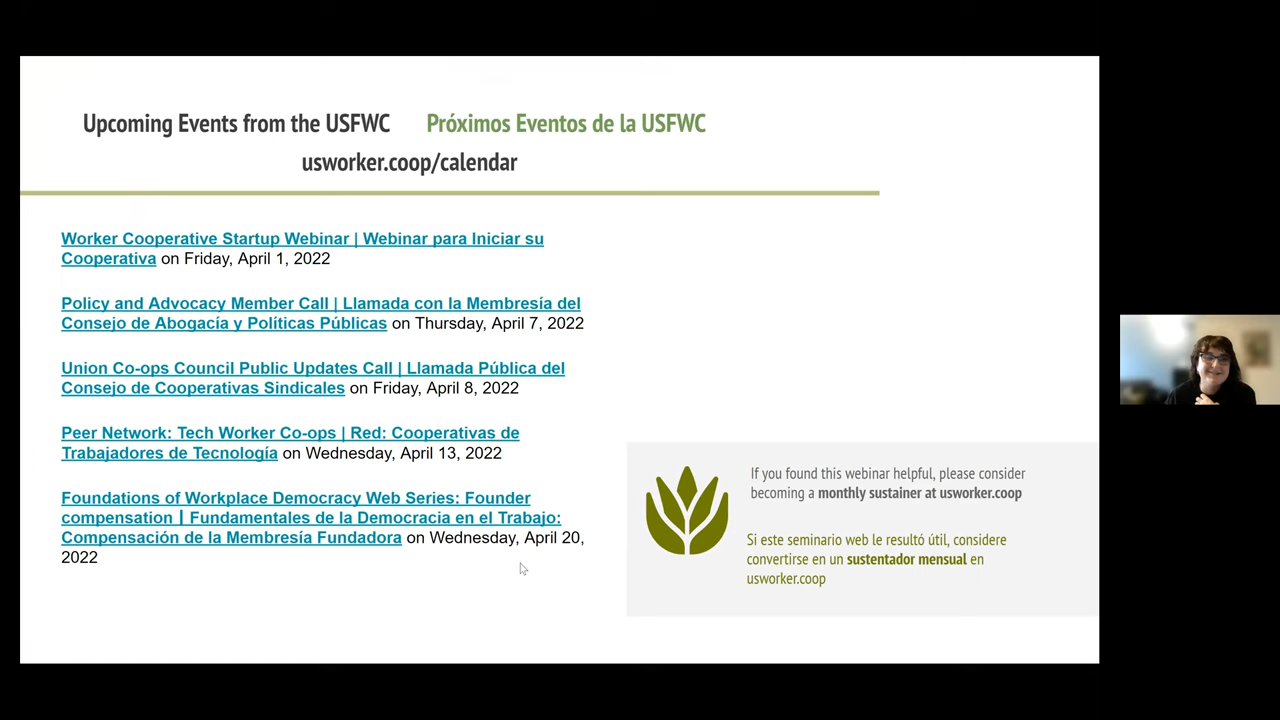 Upcoming Events from the USFWC Próximos Eventos de la USFWC
usworker.coop/calendar
Worker Cooperative Startup Webinar | Webinar para Iniciar su
Cooperativa on Friday, April 1, 2022
Policy and Advocacy Member Call | Llamada con la Membresía del
Consejo de Abogacía y Políticas Públicas on Thursday, April 7, 2022
Union Co-ops Council Public Updates Call | Llamada Pública del
Consejo de Cooperativas Sindicales on Friday, April 8, 2022
Peer Network: Tech Worker Co-ops | Red: Cooperativas de
Trabajadores de Tecnología on Wednesday, April 13, 2022
Foundations of Workplace Democracy Web Series: Founder
compensation | Fundamentales de la Democracia en el Trabajo:
Compensación de la Membresía Fundadora on Wednesday, April 20,
2022
If you found this webinar helpful, please consider
becoming a monthly sustainer at usworker.coop
Si este seminario web le resultó útil, considere
convertirse en un sustentador mensual en
usworker.coop